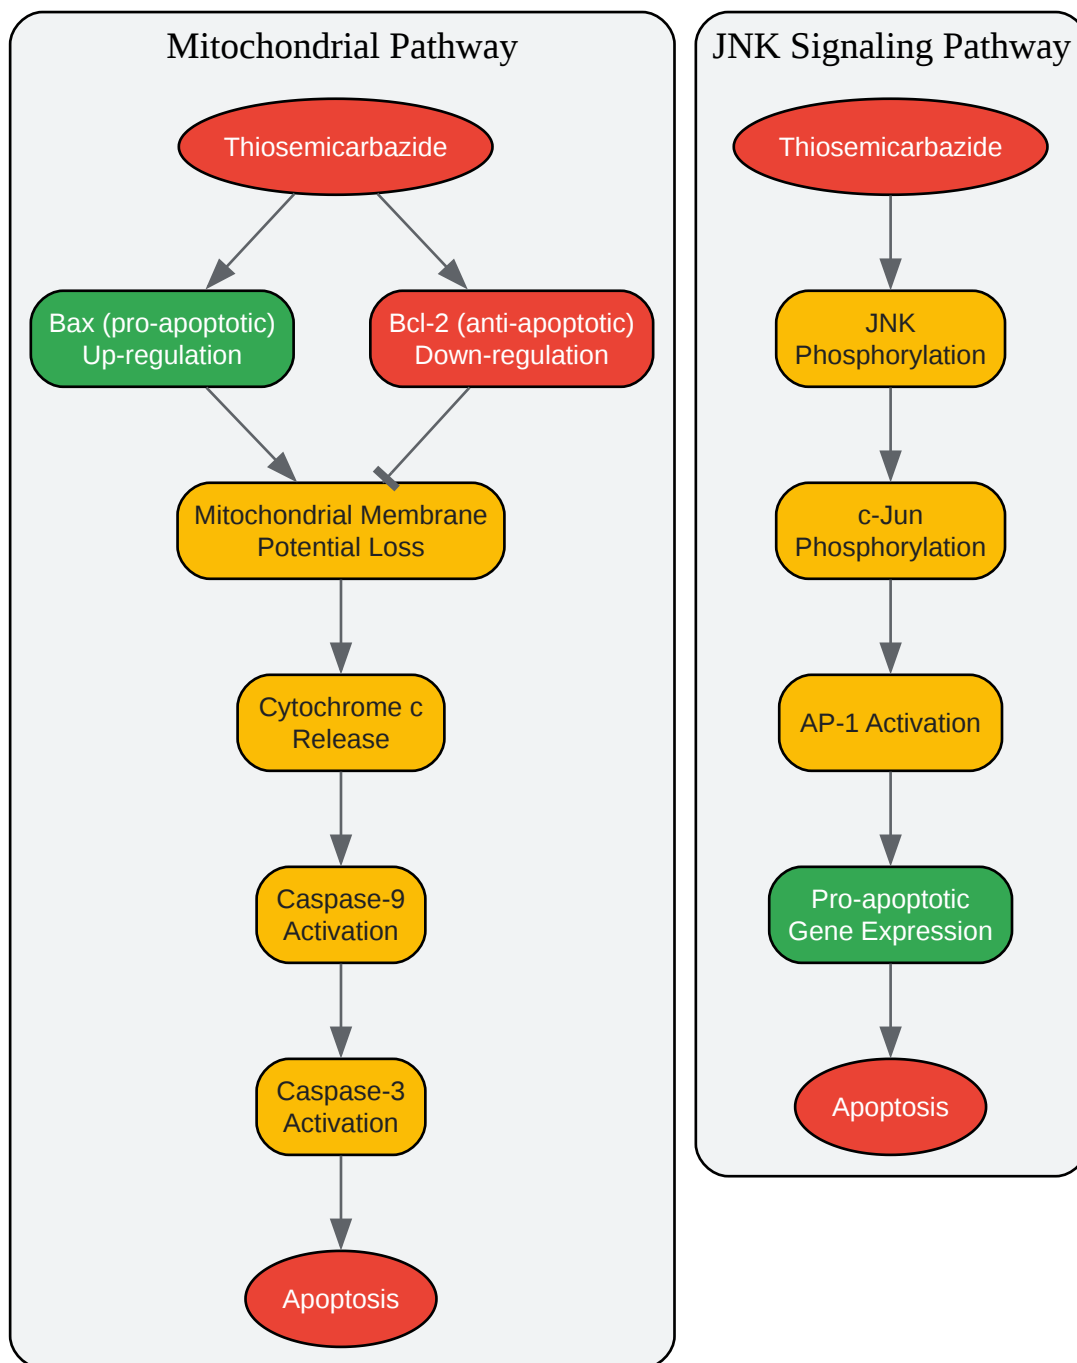 Mitochondrial Pathway
Thiosemicarbazide
Bax (pro-apoptotic)
Up-regulation
Bcl-2 (anti-apoptotic)
Down-regulation
Mitochondrial Membrane
Potential Loss
Cytochrome c
Release
Caspase-9
Activation
Caspase-3
Activation
Apoptosis
JNK Signaling Pathway
Thiosemicarbazide
JNK
Phosphorylation
c-Jun
Phosphorylation
AP-1 Activation
Pro-apoptotic
Gene Expression
Apoptosis